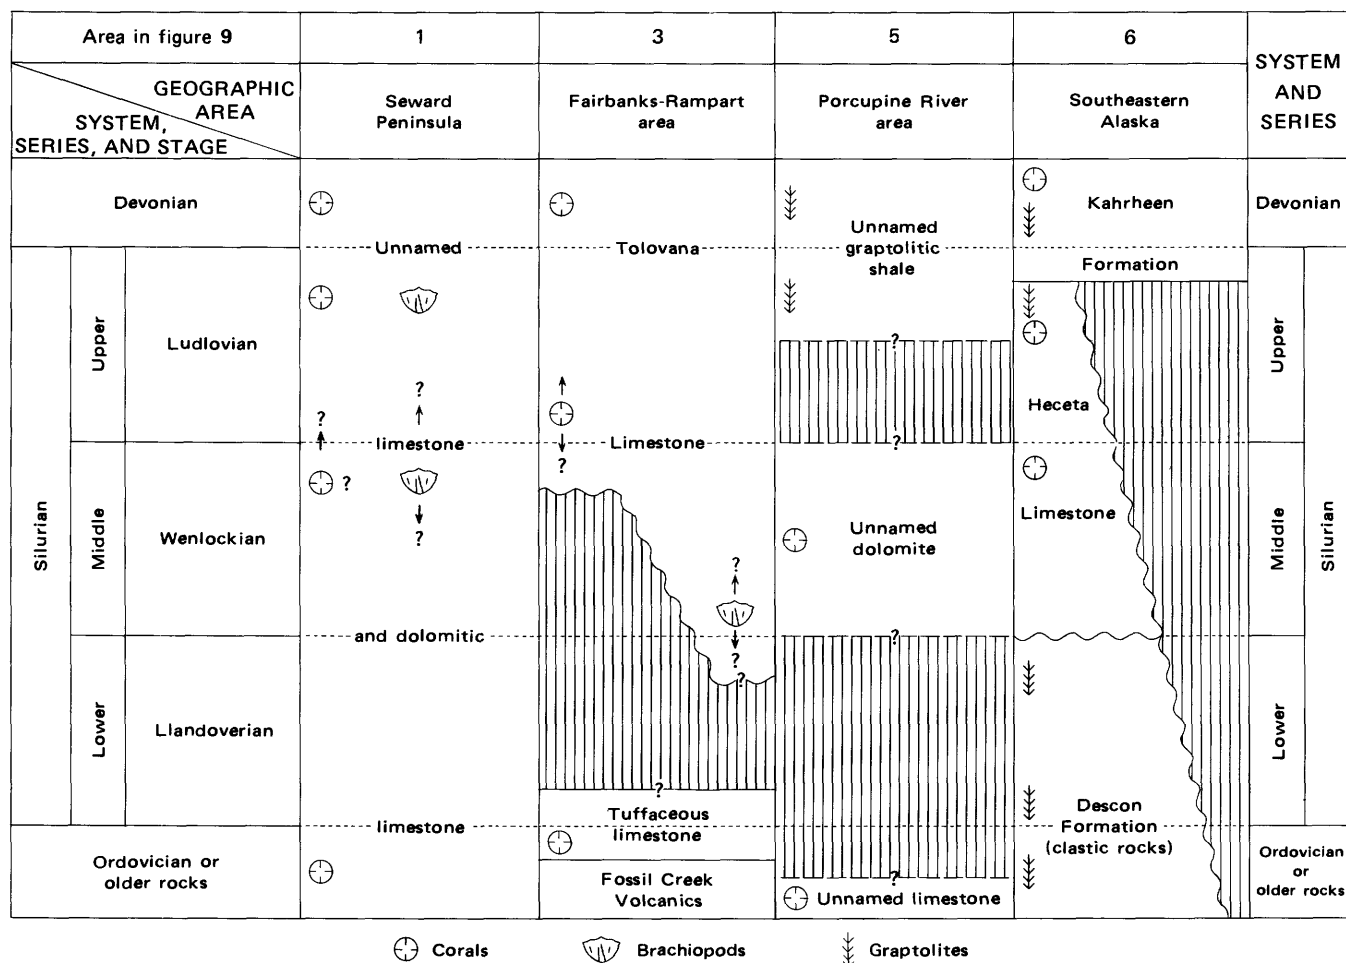 Area in figure 9
1
3
5
6
SYSTEM
AND
SERIES
GEOGRAPHIC
AREA
SYSTEM,
SERIES, AND STAGE
Seward
Peninsula
Fairbanks-Rampart
area
Porcupine River
area
Southeastern
Alaska
Devonian
Kahrheen
Devonian
Unnamed
Tolovana
Unnamed
graptolitic
shale
Formation
Silurian
Upper
Ludlovian
?
?
?
Heceta
Upper
limestone
Limestone
?
Middle
Wenlockian
?
?
?
Unnamed
dolomite
Limestone
Middle
Silurian
?
and dolomitic
?
?
?
Lower
Llandoverian
?
Lower
Tuffaceous
limestone
limestone
Descon
Formation
(clastic rocks)
Ordovician or
older rocks
Fossil Creek
Volcanics
?
Unnamed limestone
Ordovician
or
older rocks
Corals
Brachiopods
Graptolites